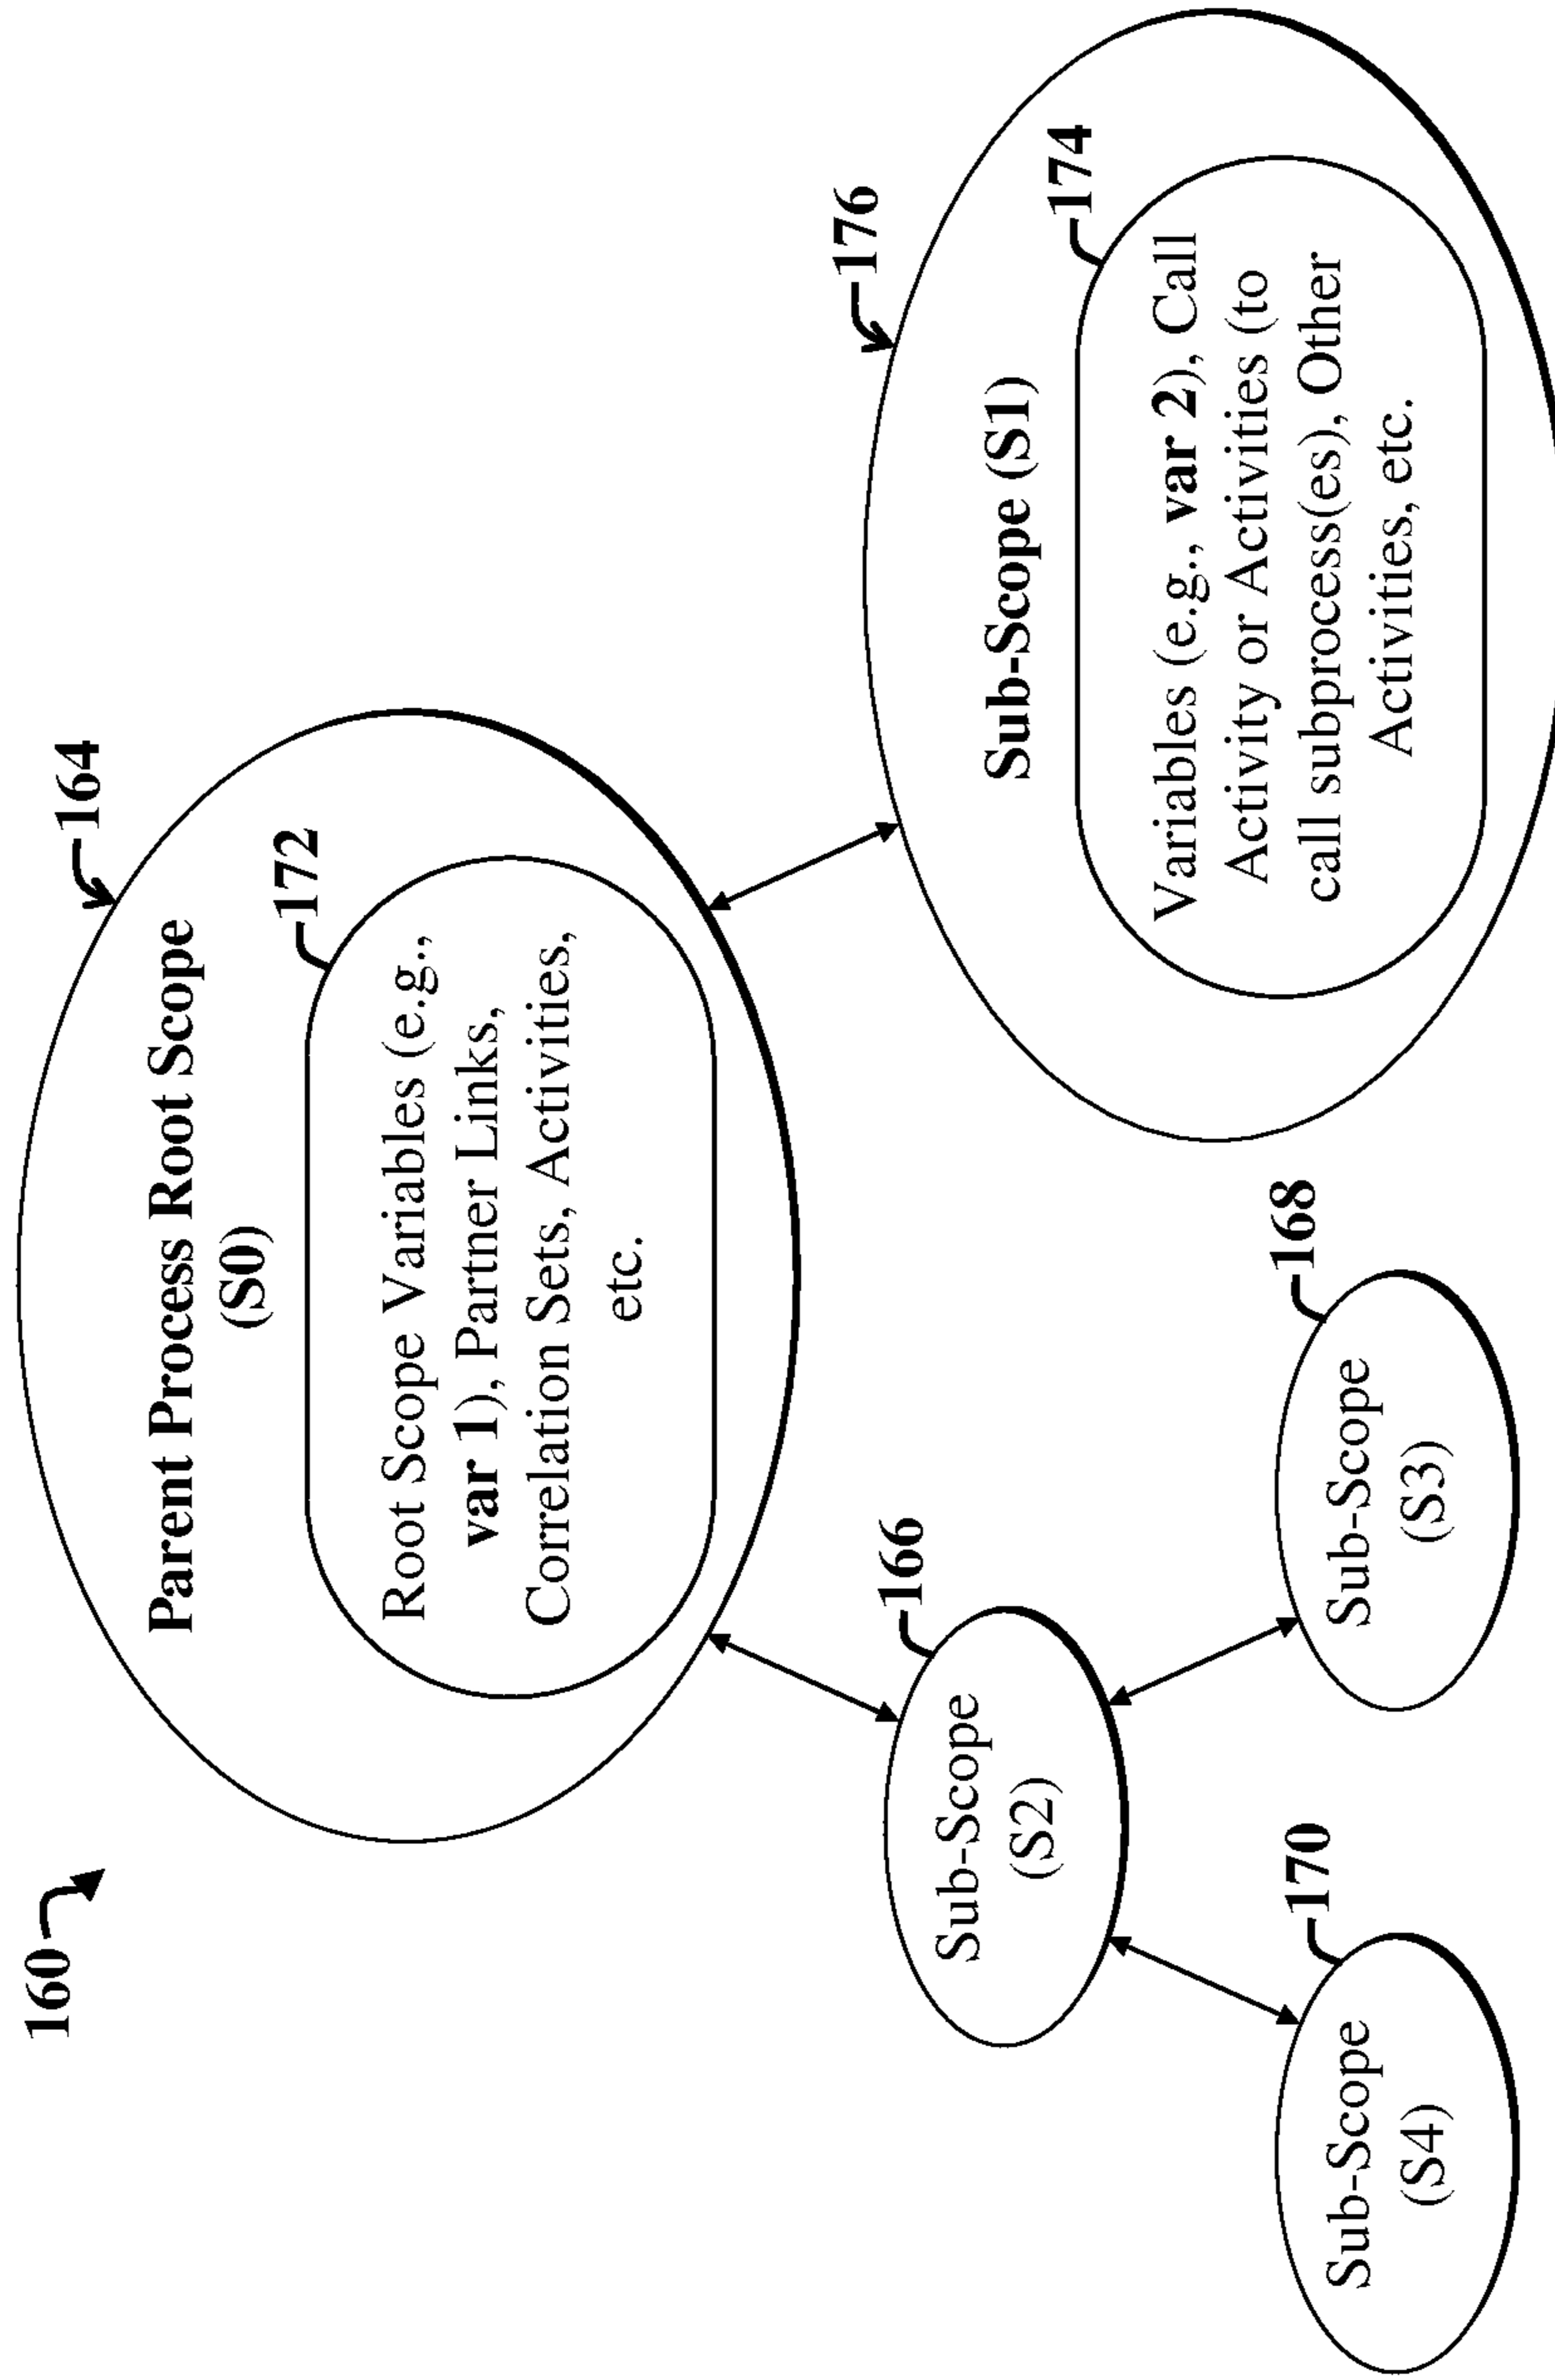 160
164
Parent Process Root Scope
(S0)
172
Root Scope Variables (e.g.,
var 1), Partner Links,
Correlation Sets, Activities,
etc.
166
Sub-Scope
(S2)
176
Sub-Scope (S1)
174
Variables (e.g., var 2), Call
Activity or Activities (to
call subprocess(es), Other
Activities, etc.
170
Sub-Scope
(S4)
168
Sub-Scope
(S3)